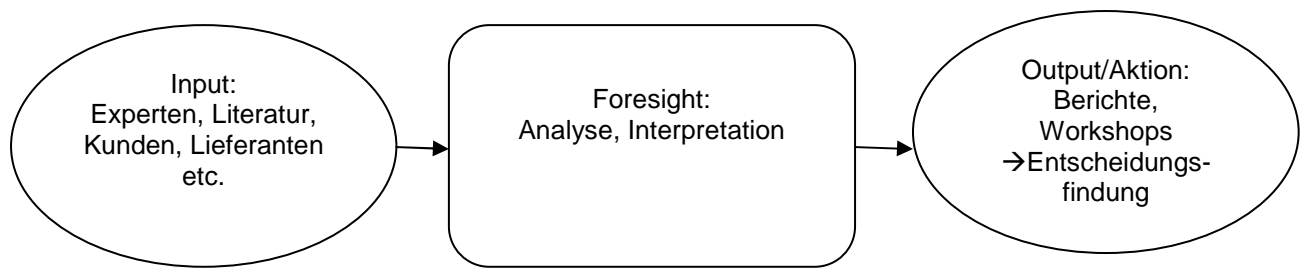 Input:
Experten, Literatur,
Kunden, Lieferanten
etc.
Foresight:
Analyse, Interpretation
Output/Aktion:
Berichte,
Workshops
→Entscheidungs-
findung